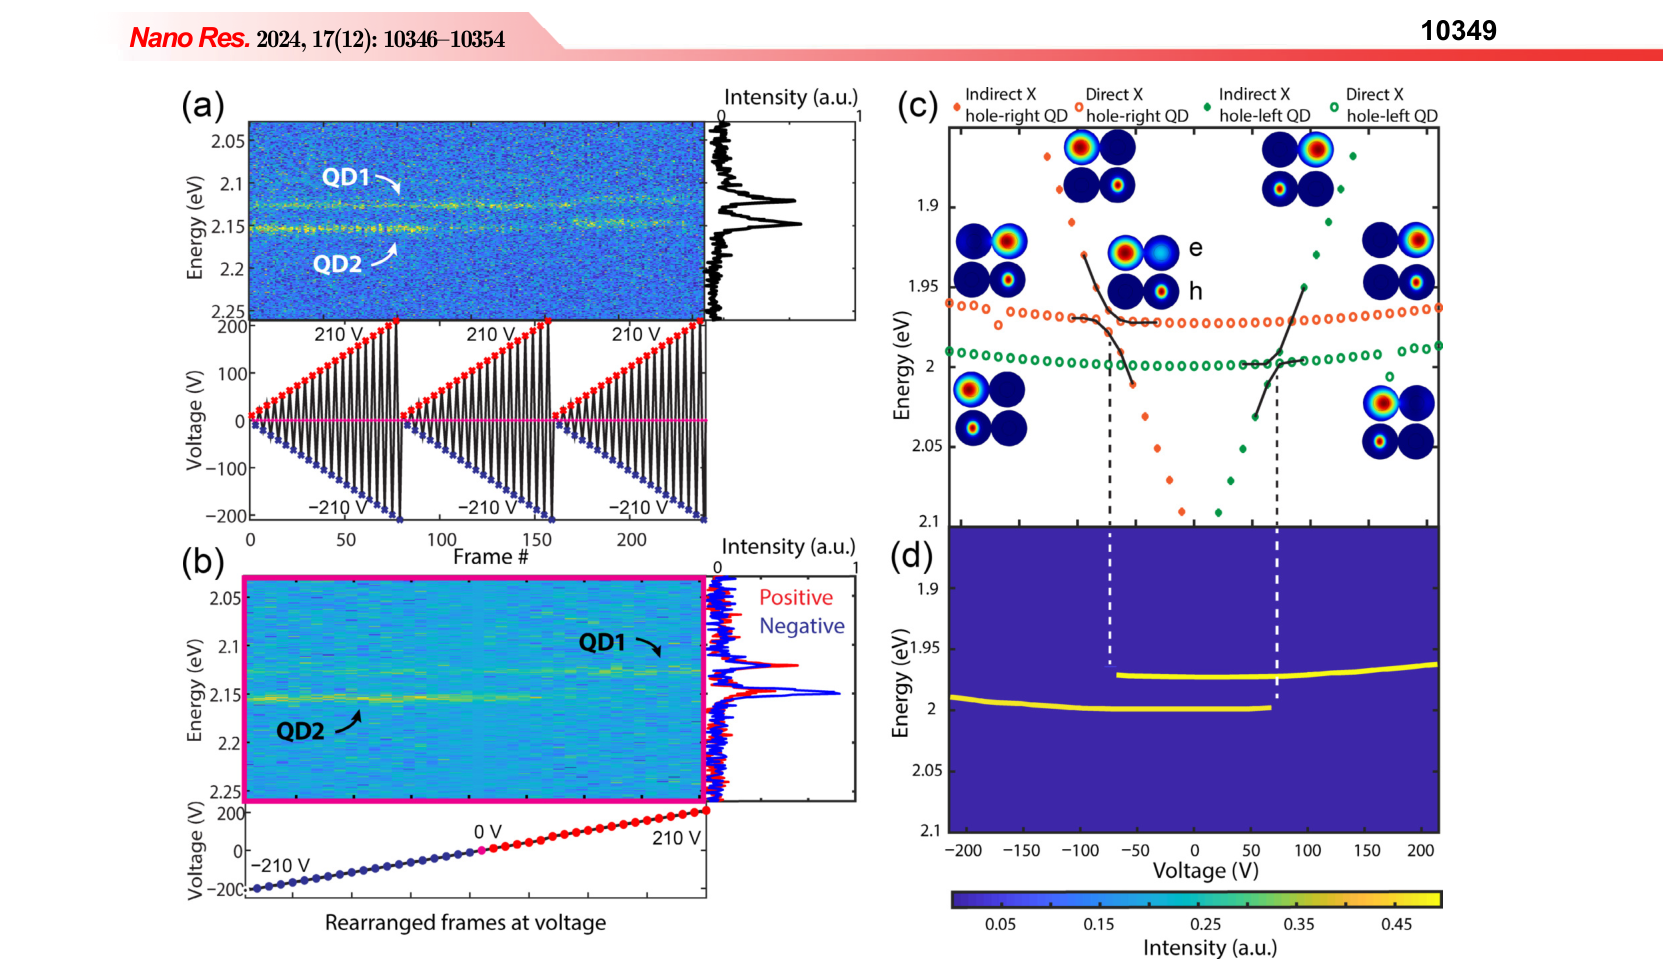 Nano Res. 2024, 17(12): 10346–10354
10349
(a)
Intensity (a.u.)
0
1
2.05
2.1
2.15
2.2
2.25
Energy (eV)
QD1
QD2
200
100
0
−100
−200
Voltage (V)
210 V
210 V
210 V
−210 V
−210 V
−210 V
0
50
100
150
200
Frame #
(b)
Intensity (a.u.)
0
1
2.05
2.1
2.15
2.2
2.25
Energy (eV)
QD1
QD2
Positive
Negative
200
0
−200
Voltage (V)
−210 V
0 V
210 V
Rearranged frames at voltage
(c)
Indirect X
hole-right QD
Direct X
hole-right QD
Indirect X
hole-left QD
Direct X
hole-left QD
1.9
1.95
2
2.05
2.1
Energy (eV)
e
h
(d)
1.9
1.95
2
2.05
2.1
Energy (eV)
−200
−150
−100
−50
0
50
100
150
200
Voltage (V)
0.05
0.15
0.25
0.35
0.45
Intensity (a.u.)